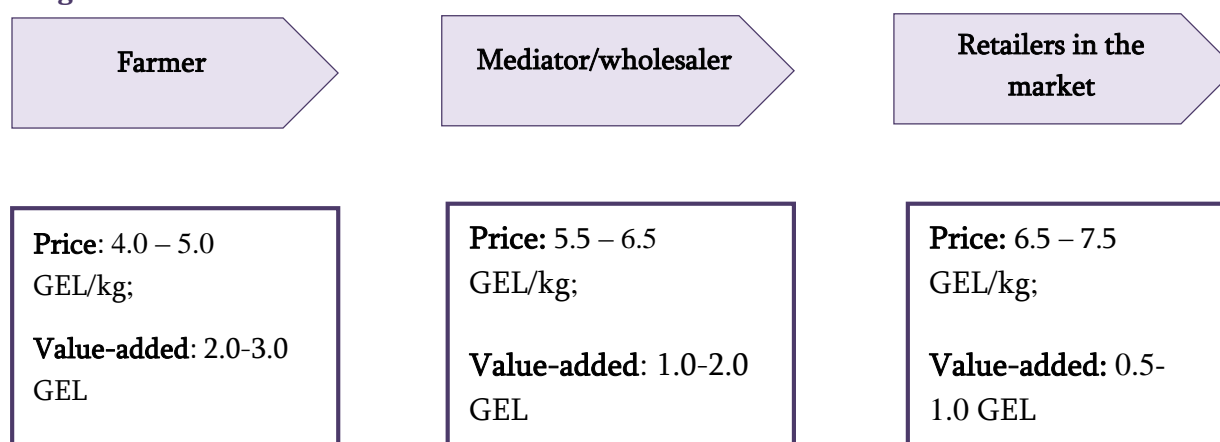 Farmer
Mediator/wholesaler
Retailers in the
market
Price: 4.0 – 5.0
GEL/kg;
Value-added: 2.0-3.0
GEL
Price: 5.5 – 6.5
GEL/kg;
Value-added: 1.0-2.0
GEL
Price: 6.5 – 7.5
GEL/kg;
Value-added: 0.5-
1.0 GEL